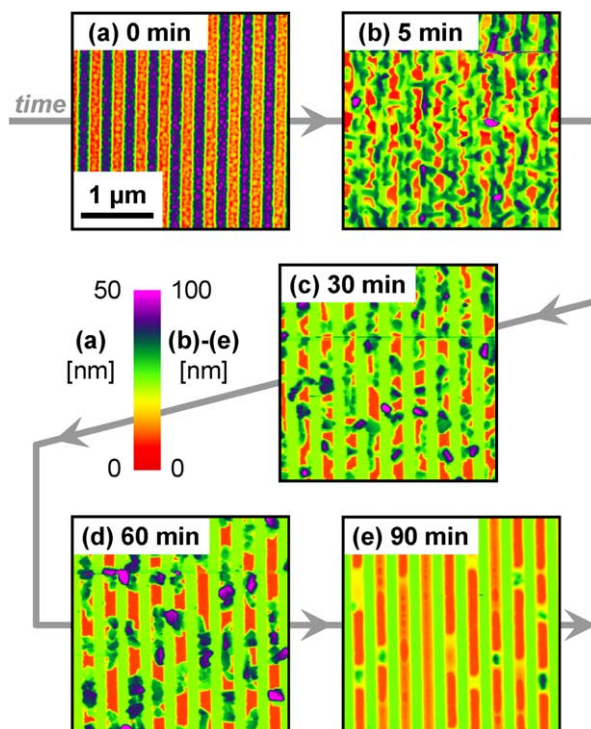 (a) 0 min
(b) 5 min
time
1 µm
(c) 30 min
50 100
(a) (b)-(e)
[nm] [nm]
0 0
(d) 60 min
(e) 90 min